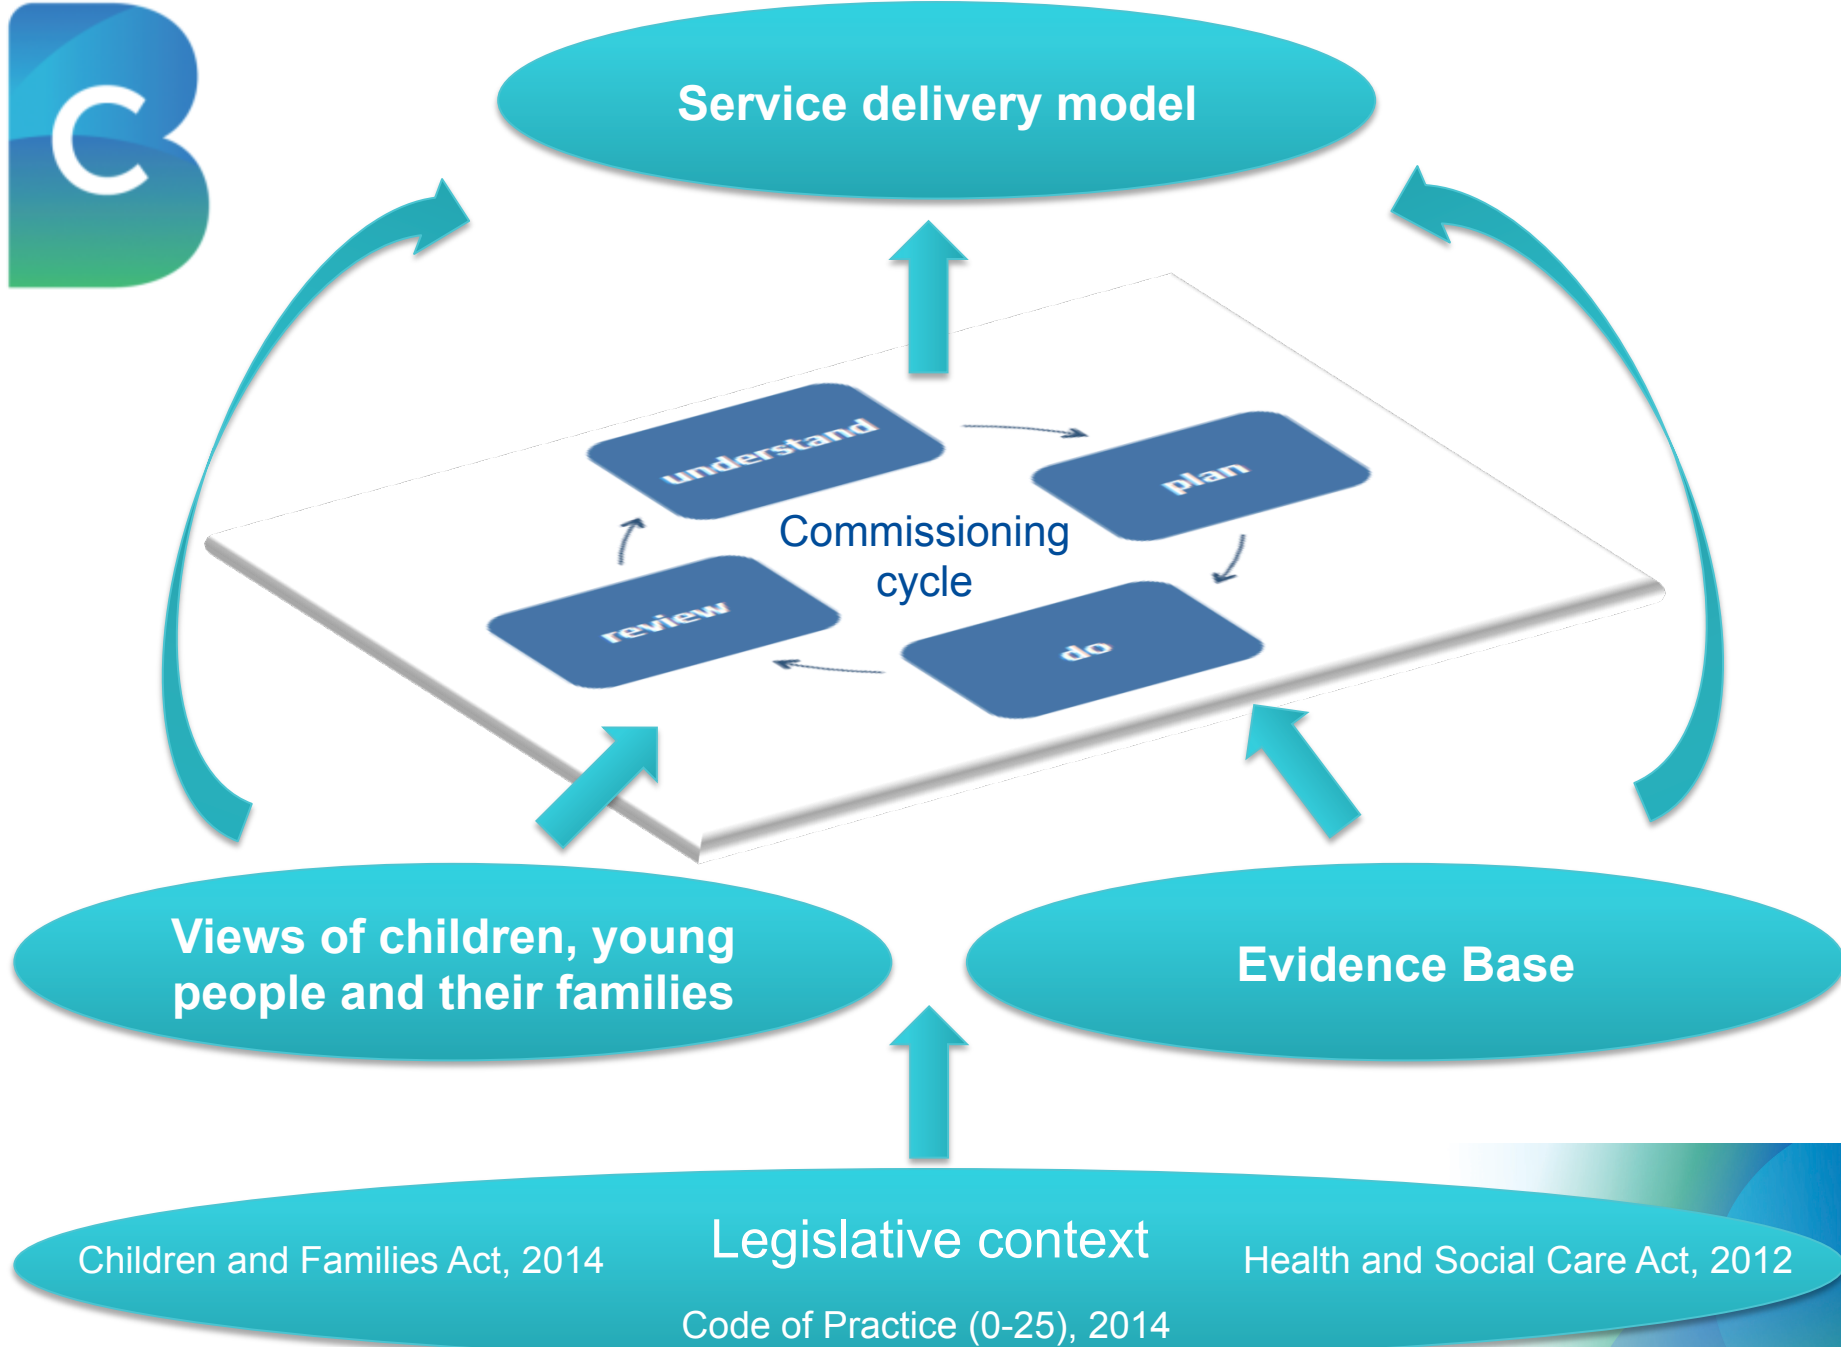 C
Service delivery model
understand
plan
Commissioning
cycle
review
do
Views of children, young
people and their families
Evidence Base
Legislative context
Children and Families Act, 2014
Health and Social Care Act, 2012
Code of Practice (0-25), 2014